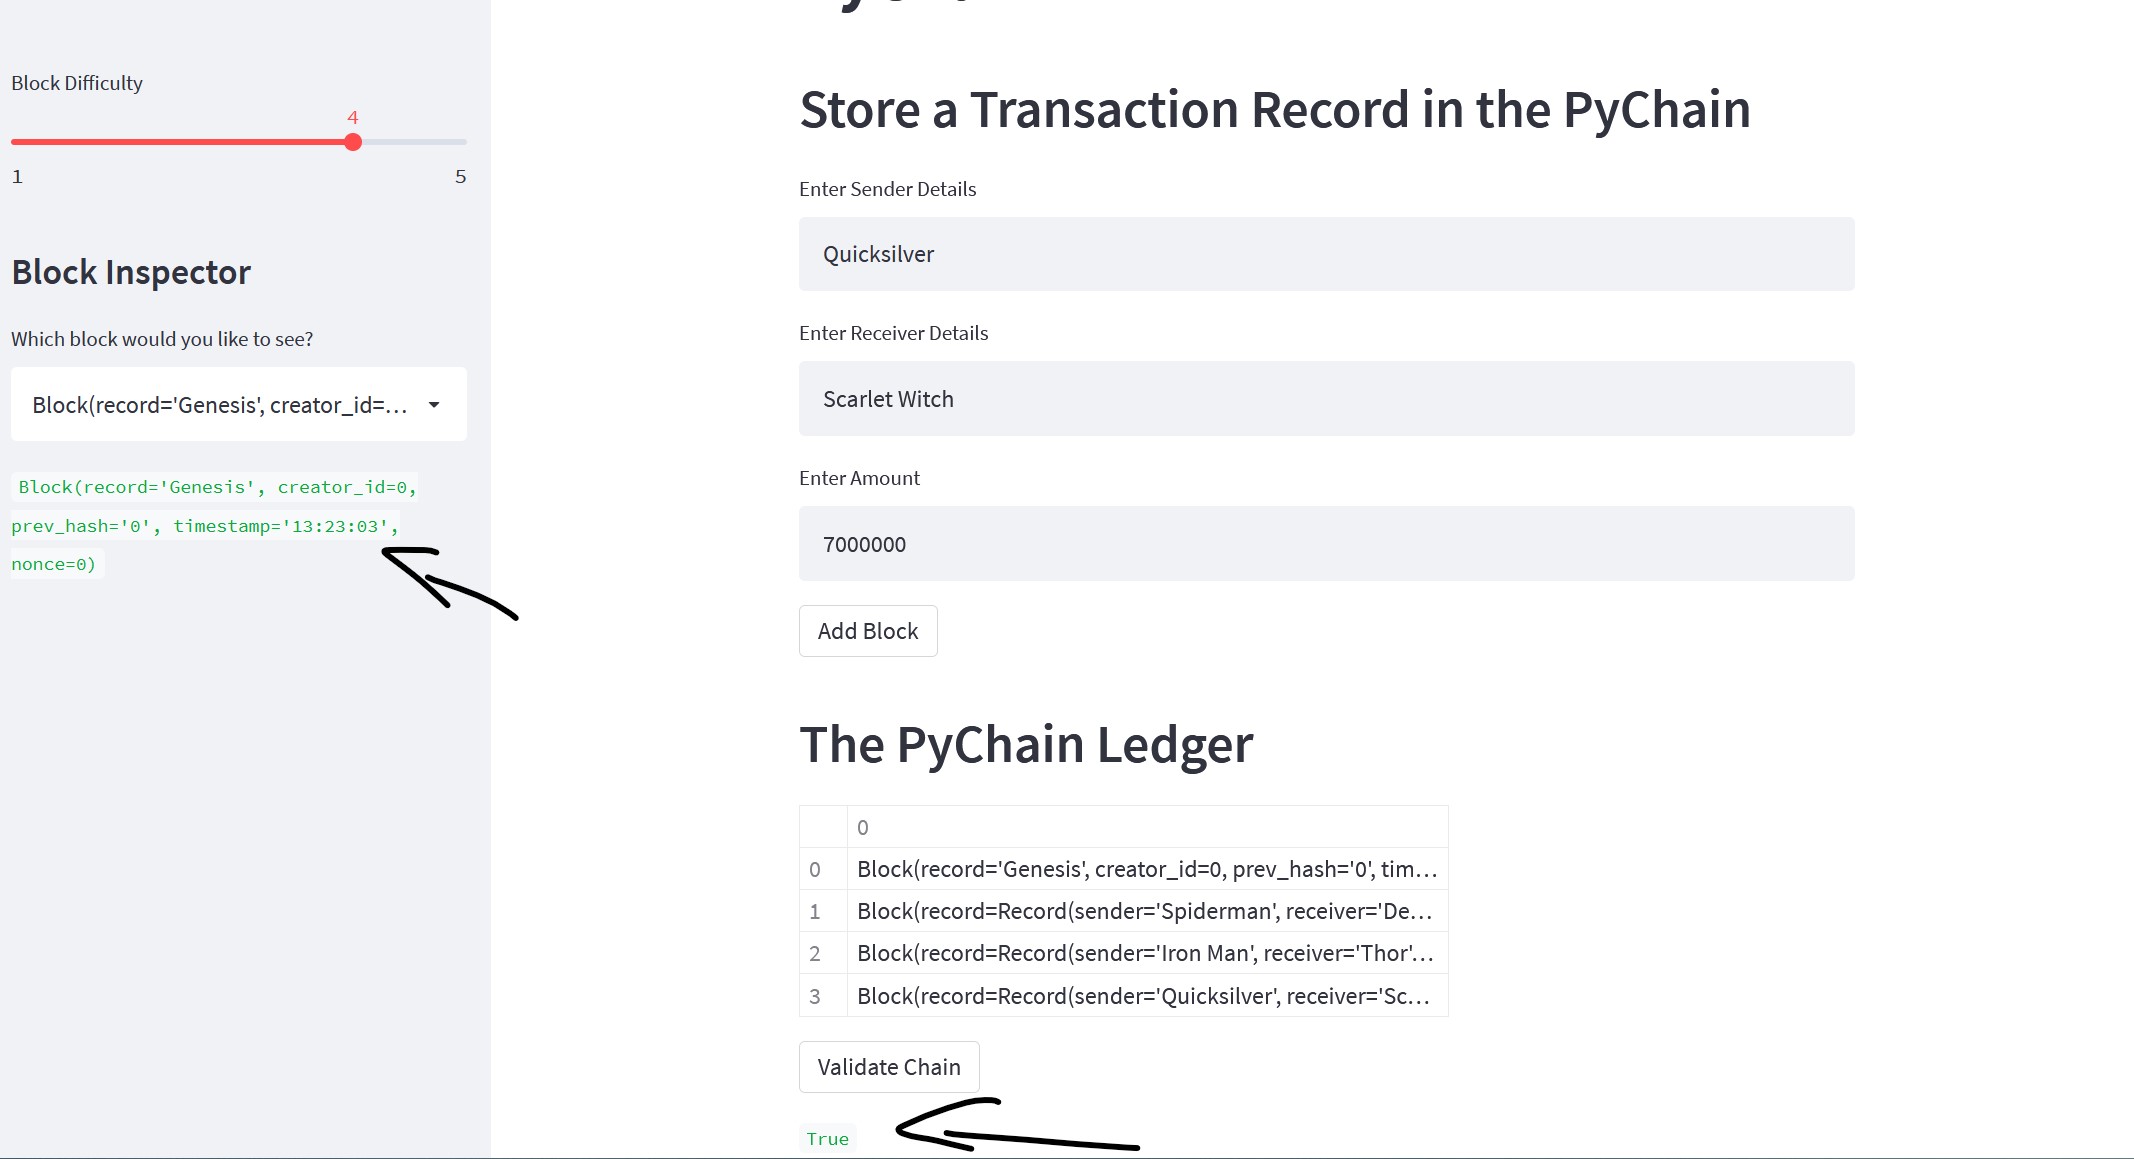 Block Difficulty
4
1 5
Block Inspector
Which block would you like to see?
Block(record='Genesis', creator_id=...
Block(record='Genesis', creator_id=0,
prev_hash='0', timestamp='13:23:03',
nonce=0)
Store a Transaction Record in the PyChain
Enter Sender Details
Quicksilver
Enter Receiver Details
Scarlet Witch
Enter Amount
7000000
Add Block
The PyChain Ledger
0
0 Block(record='Genesis', creator_id=0, prev_hash='0', tim...
1 Block(record=Record(sender='Spiderman', receiver='De...
2 Block(record=Record(sender='Iron Man', receiver='Thor'...
3 Block(record=Record(sender='Quicksilver', receiver='Sc...
Validate Chain
True